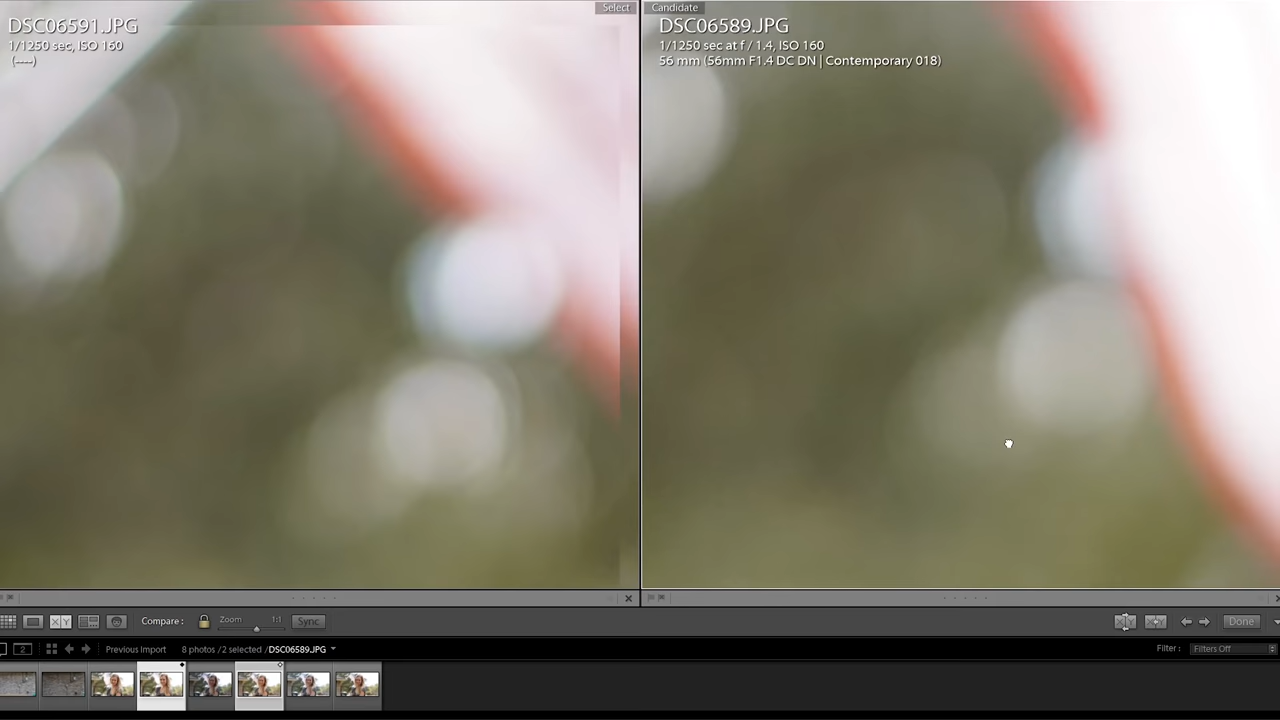 Select
DSC06591.JPG
1/1250 sec, ISO 160
(----)
Candidate
DSC06589.JPG
1/1250 sec at f / 1.4, ISO 160
56 mm (56mm F1.4 DC DN | Contemporary 018)
XY
Compare :
Zoom
1:1
Sync
Done
2
Previous Import
8 photos /2 selected /DSC06589.JPG
Filter :
Filters Off